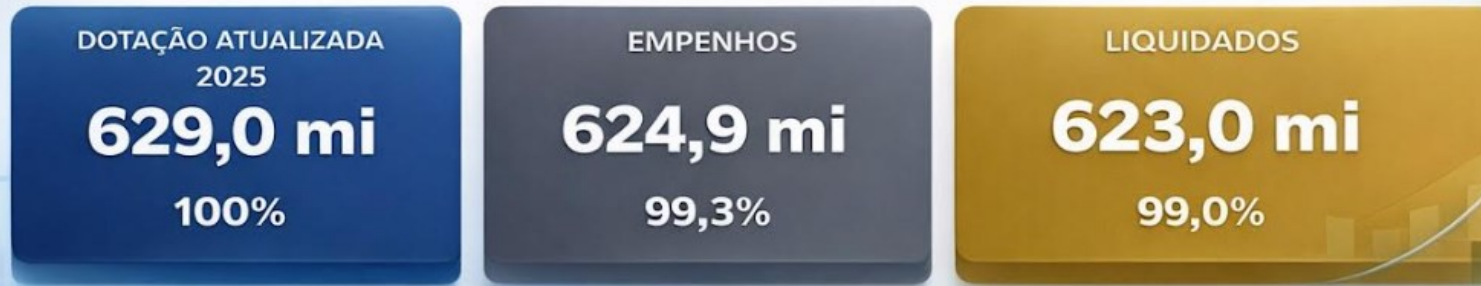 DOTAÇÃO ATUALIZADA
2025
629,0 mi
100%
EMPENHOS
624,9 mi
99,3%
LIQUIDADOS
623,0 mi
99,0%